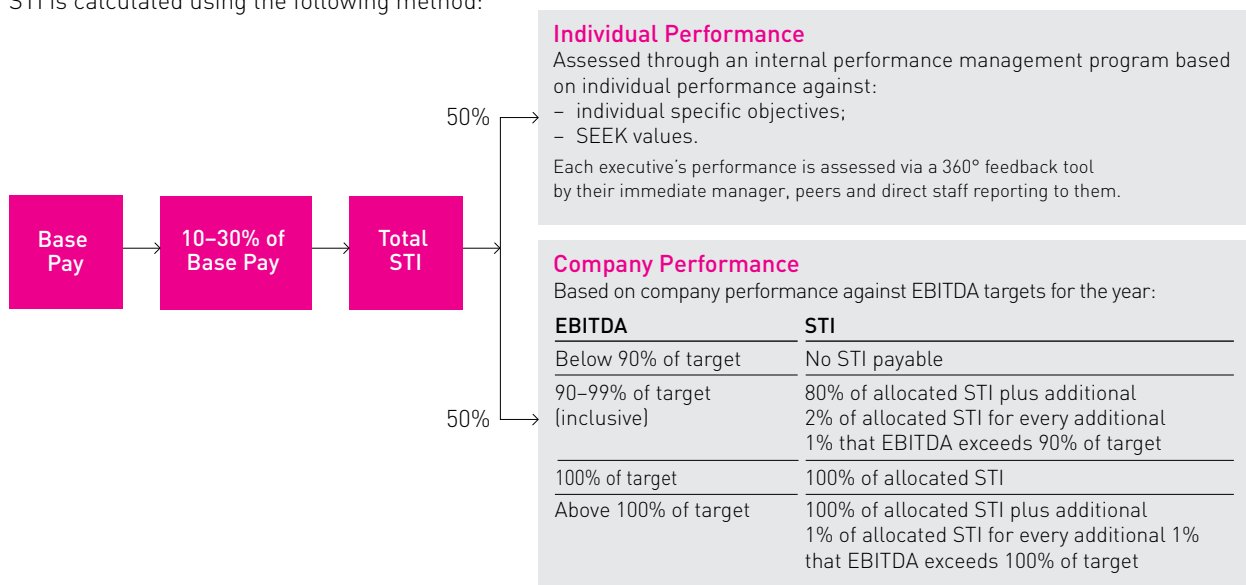 STI is calculated using the following method:
Individual Performance
Assessed through an internal performance management program based
on individual performance against:
– individual specific objectives;
– SEEK values.
Each executive's performance is assessed via a 360° feedback tool
by their immediate manager, peers and direct staff reporting to them.
50%
Base
Pay
10–30% of
Base Pay
Total
STI
50%
Company Performance
Based on company performance against EBITDA targets for the year:
EBITDA STI
Below 90% of target No STI payable
90–99% of target 80% of allocated STI plus additional
(inclusive) 2% of allocated STI for every additional
1% that EBITDA exceeds 90% of target
100% of target 100% of allocated STI
Above 100% of target 100% of allocated STI plus additional
1% of allocated STI for every additional 1%
that EBITDA exceeds 100% of target